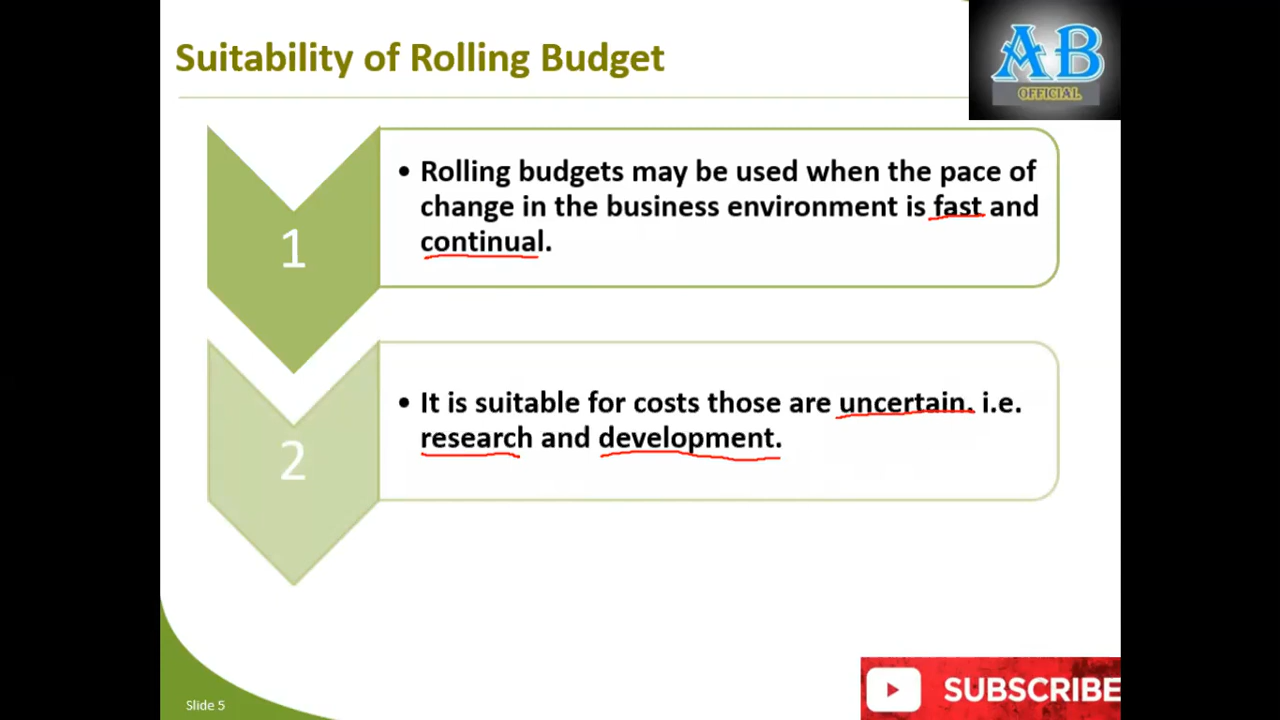 Suitability of Rolling Budget
AB
OFFICIAL
1
• Rolling budgets may be used when the pace of
change in the business environment is fast and
continual.
2
• It is suitable for costs those are uncertain. i.e.
research and development.
Slide 5
SUBSCRIBE